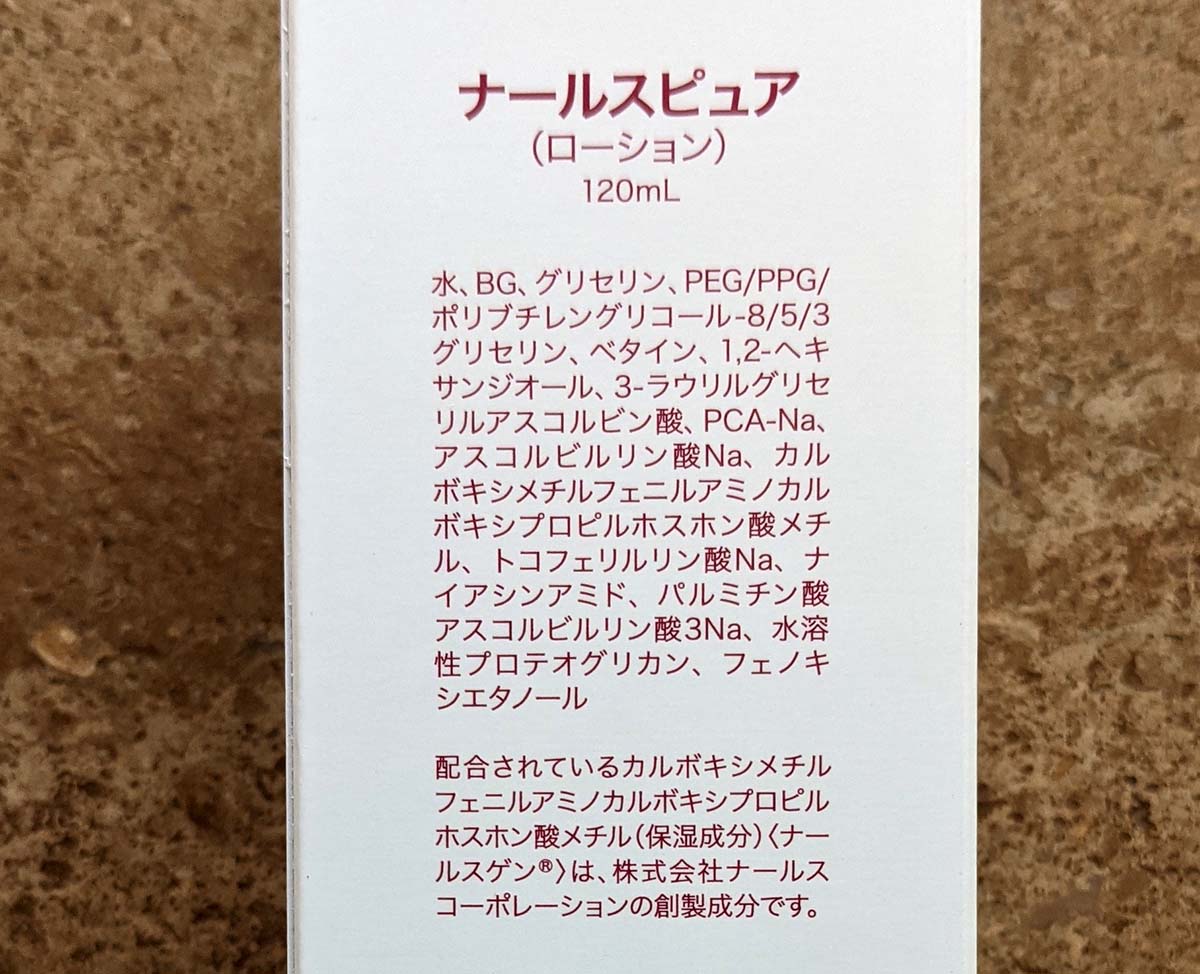 ナールスピュア
（ローション）
120mL
水、BG、グリセリン、PEG/PPG/
ポリブチレングリコール-8/5/3
グリセリン、ベタイン、1,2-ヘキ
サンジオール、3-ラウリルグリセ
リルアスコルビン酸、PCA-Na、
アスコルビルリン酸Na、カル
ボキシメチルフェニルアミノカル
ボキシプロピルホスホン酸メチ
ル、トコフェリルリン酸Na、ナ
イアシンアミド、パルミチン酸
アスコルビルリン酸3Na、水溶
性プロテオグリカン、フェノキ
シエタノール
配合されているカルボキシメチル
フェニルアミノカルボキシプロピル
ホスホン酸メチル（保湿成分）〈ナー
ルスゲン®〉は、株式会社ナールス
コーポレーションの創製成分です。